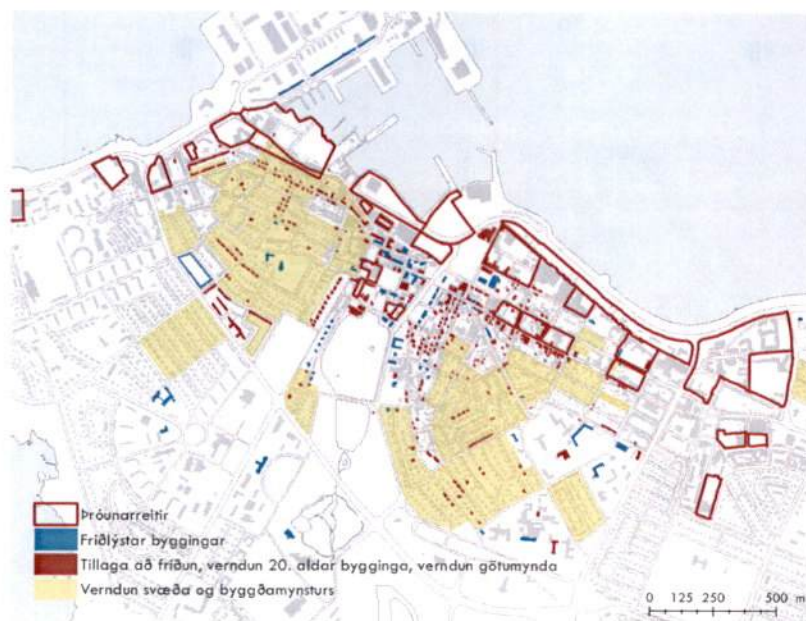 Þróunarreitir
Friðlýstar byggingar
Tillaga að friðun, verndun 20. aldar bygginga, verndun götumynda
Verndun svæða og byggðamynsturs
0 125 250 500 m